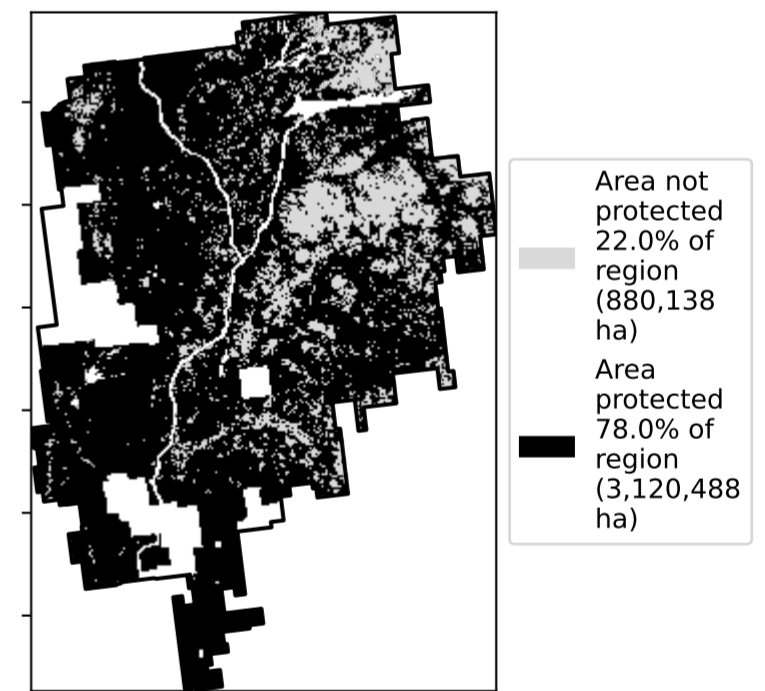 Area not
protected
22.0% of
region
(880,138
ha)
Area
protected
78.0% of
region
(3,120,488
ha)